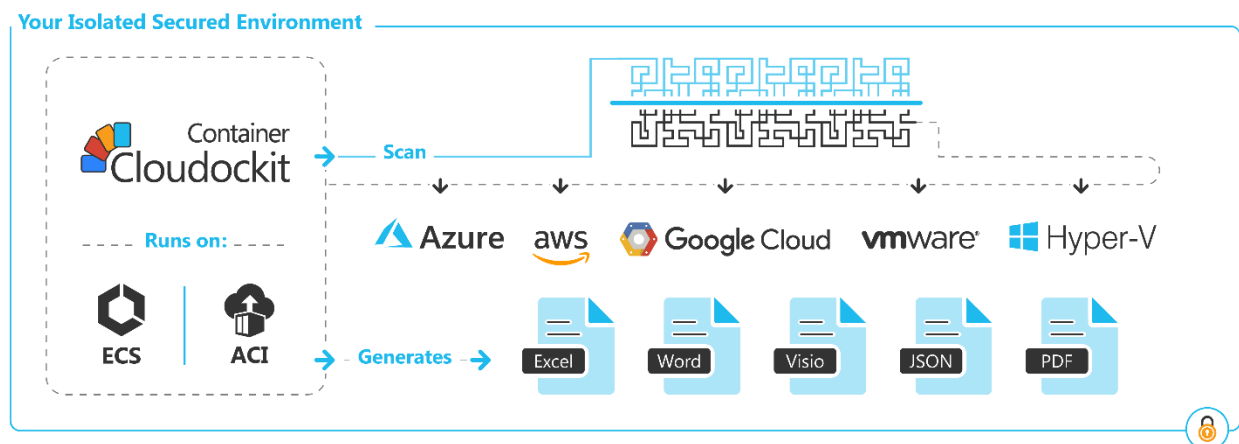 Your Isolated Secured Environment
Container
Cloudockit
Scan
Runs on:
Azure
aws
Google Cloud
vmware®
Hyper-V
ECS
ACI
Generates
Excel
Word
Visio
JSON
PDF